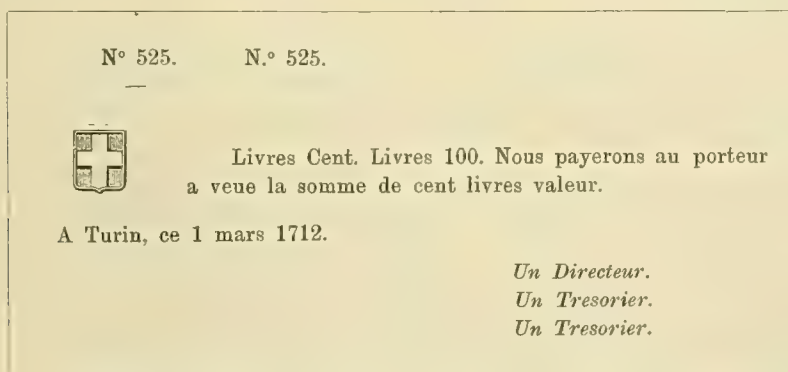 N° 525. N.° 525.
Livres Cent. Livres 100. Nous payerons au porteur
a veue la somme de cent livres valeur.
A Turin, ce 1 mars 1712.
Un Directeur.
Un Tresorier.
Un Tresorier.